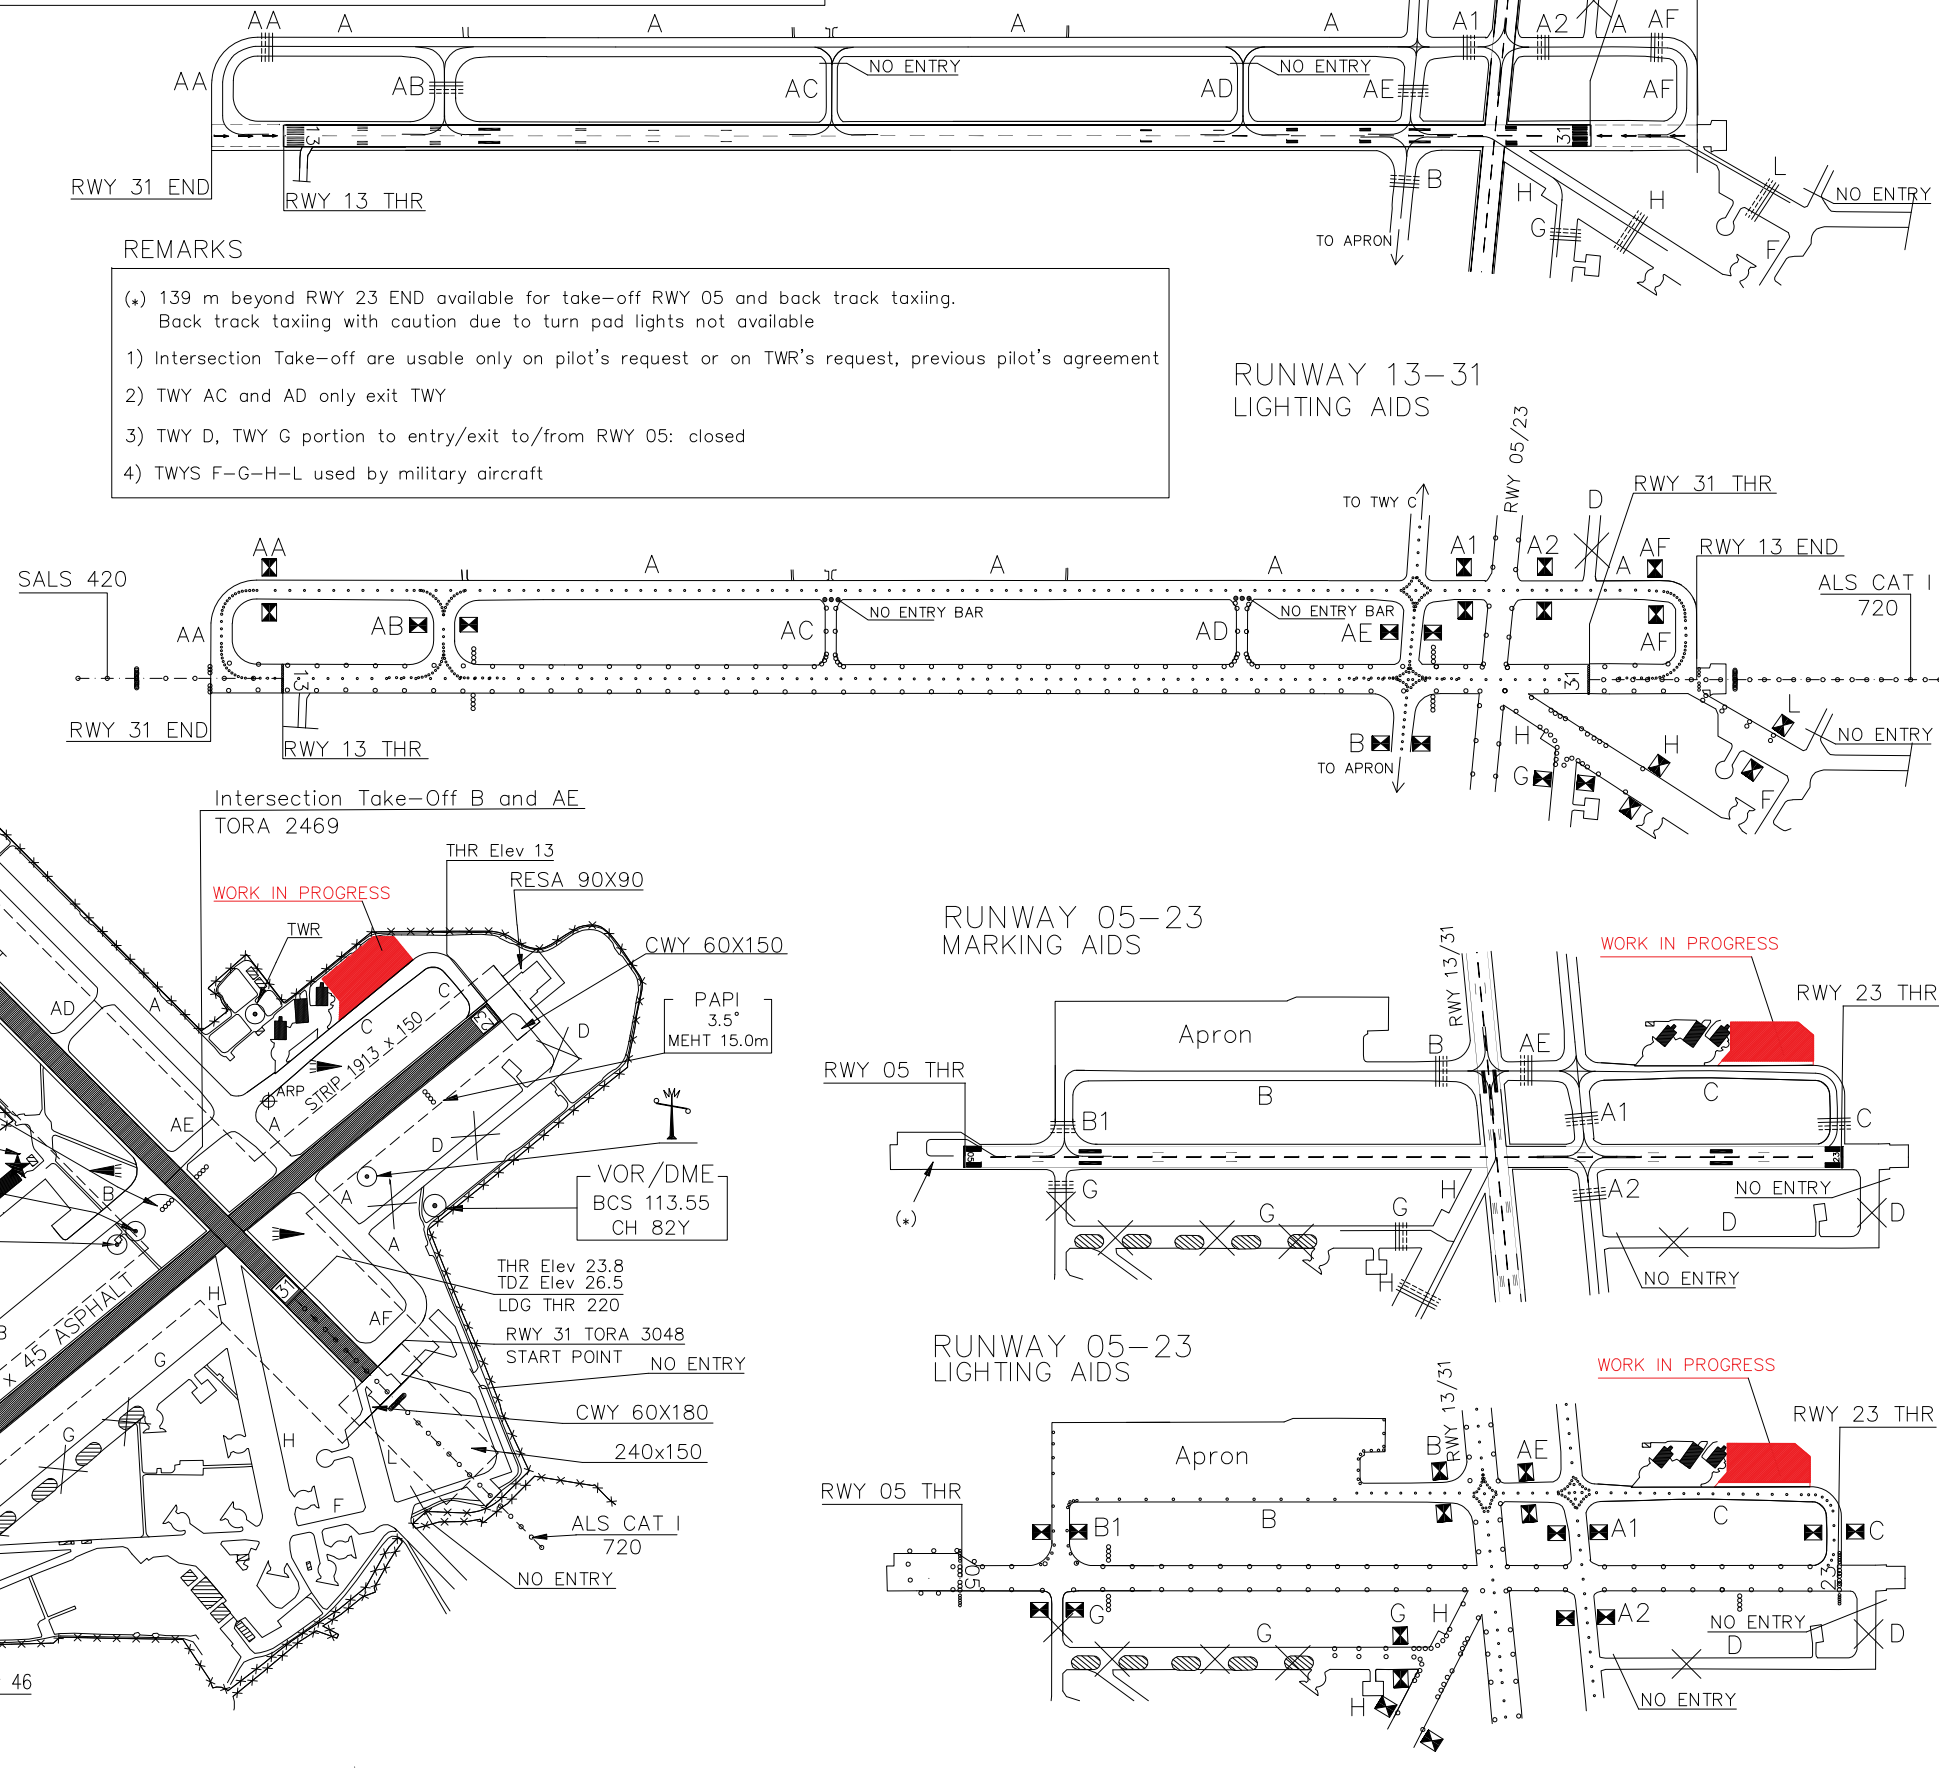 AA
A
A
A
A
A1
A2
A
AF
AA
AB
AC
NO ENTRY
AD
NO ENTRY
AE
AF
13
31
RWY 31 END
RWY 13 THR
B
H
G
H
L
F
NO ENTRY
TO APRON
REMARKS
(*) 139 m beyond RWY 23 END available for take-off RWY 05 and back track taxiing.
Back track taxiing with caution due to turn pad lights not available
1) Intersection Take-off are usable only on pilot's request or on TWR's request, previous pilot's agreement
2) TWY AC and AD only exit TWY
3) TWY D, TWY G portion to entry/exit to/from RWY 05: closed
4) TWYS F-G-H-L used by military aircraft
RUNWAY 13-31
LIGHTING AIDS
RWY 05/23
TO TWY C
D
RWY 31 THR
AA
A
A
A
A1
A2
A
AF
RWY 13 END
SALS 420
ALS CAT I
720
AA
AB
AC
NO ENTRY BAR
AD
NO ENTRY BAR
AE
AF
13
31
RWY 31 END
RWY 13 THR
B
TO APRON
H
G
H
L
F
NO ENTRY
Intersection Take-Off B and AE
TORA 2469
THR Elev 13
RESA 90X90
WORK IN PROGRESS
TWR
CWY 60X150
PAPI
3.5°
MEHT 15.0m
AD
A
C
C
23
D
STRIP 1913 x 150
ARP
AE
A
D
B
A
A
VOR/DME
BCS 113.55
CH 82Y
THR Elev 23.8
TDZ Elev 26.5
LDG THR 220
RWY 31 TORA 3048
START POINT
NO ENTRY
CWY 60X180
240x150
ALS CAT I
720
NO ENTRY
H
31
AF
x 45 ASPHALT
B
G
G
H
L
F
46
RUNWAY 05-23
MARKING AIDS
RWY 13/31
WORK IN PROGRESS
RWY 23 THR
Apron
RWY 05 THR
B
AE
B
B1
A1
C
C
05
23
(*)
G
H
A2
NO ENTRY
G
G
D
D
H
NO ENTRY
RUNWAY 05-23
LIGHTING AIDS
RWY 13/31
WORK IN PROGRESS
RWY 23 THR
Apron
RWY 05 THR
B
AE
B
B1
A1
C
C
05
23
G
G
G
H
A2
NO ENTRY
D
D
H
NO ENTRY